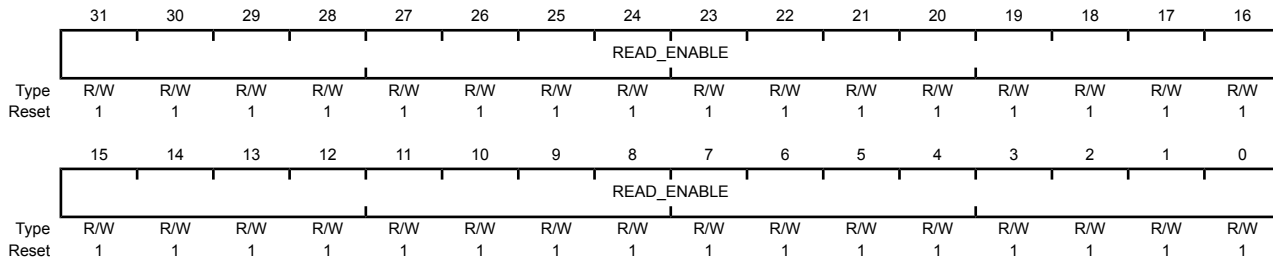 31 30 29 28 27 26 25 24 23 22 21 20 19 18 17 16
READ_ENABLE
Type R/W R/W R/W R/W R/W R/W R/W R/W R/W R/W R/W R/W R/W R/W R/W R/W
Reset 1 1 1 1 1 1 1 1 1 1 1 1 1 1 1 1
15 14 13 12 11 10 9 8 7 6 5 4 3 2 1 0
READ_ENABLE
Type R/W R/W R/W R/W R/W R/W R/W R/W R/W R/W R/W R/W R/W R/W R/W R/W
Reset 1 1 1 1 1 1 1 1 1 1 1 1 1 1 1 1